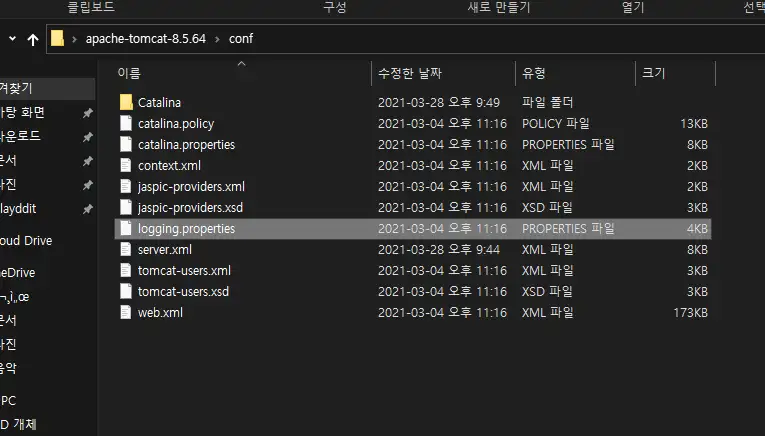 클립보드 구성 새로 만들기 열기 선택
apache-tomcat-8.5.64 > conf
이름 수정한 날짜 유형 크기
Catalina 2021-03-28 오후 9:49 파일 폴더
catalina.policy 2021-03-04 오후 11:16 POLICY 파일 13KB
catalina.properties 2021-03-04 오후 11:16 PROPERTIES 파일 8KB
context.xml 2021-03-04 오후 11:16 XML 파일 2KB
jaspic-providers.xml 2021-03-04 오후 11:16 XML 파일 2KB
jaspic-providers.xsd 2021-03-04 오후 11:16 XSD 파일 3KB
logging.properties 2021-03-04 오후 11:16 PROPERTIES 파일 4KB
server.xml 2021-03-28 오후 9:44 XML 파일 8KB
tomcat-users.xml 2021-03-04 오후 11:16 XML 파일 3KB
tomcat-users.xsd 2021-03-04 오후 11:16 XSD 파일 3KB
web.xml 2021-03-04 오후 11:16 XML 파일 173KB
겨찾기
탕 화면
운로드
문서
진
layddit
oud Drive
neDrive
문서
진
음악
PC
D 개체